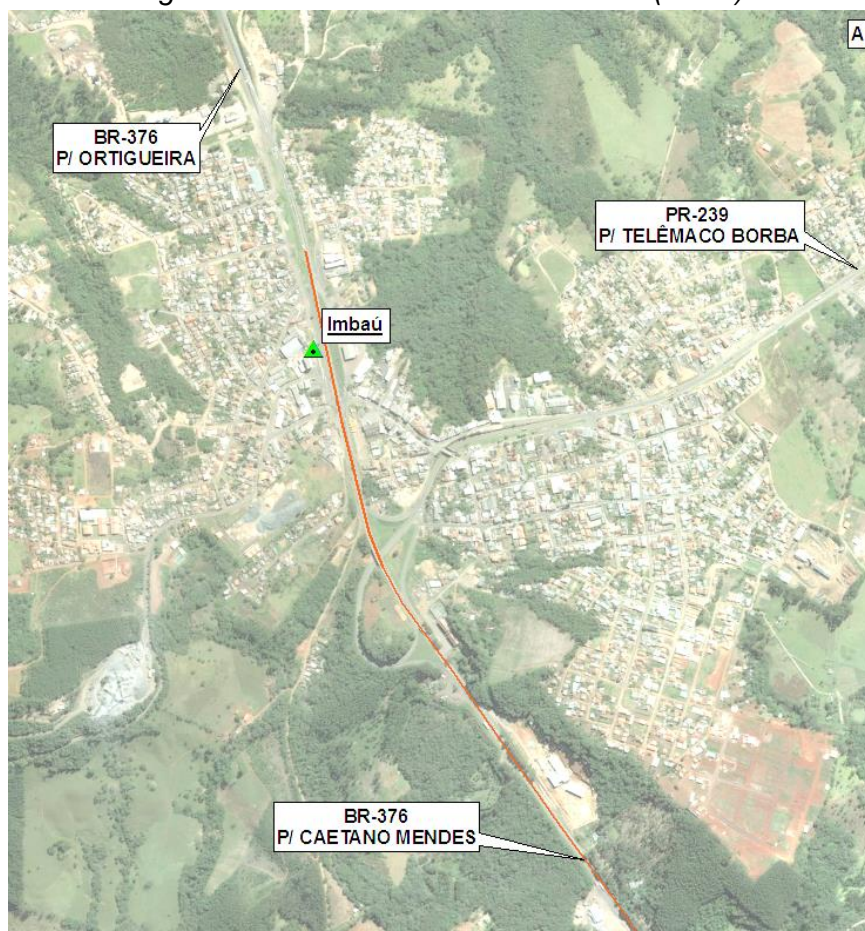 A
BR-376
P/ ORTIGUEIRA
PR-239
P/ TELÊMACO BORBA
Imbaú
BR-376
P/ CAETANO MENDES